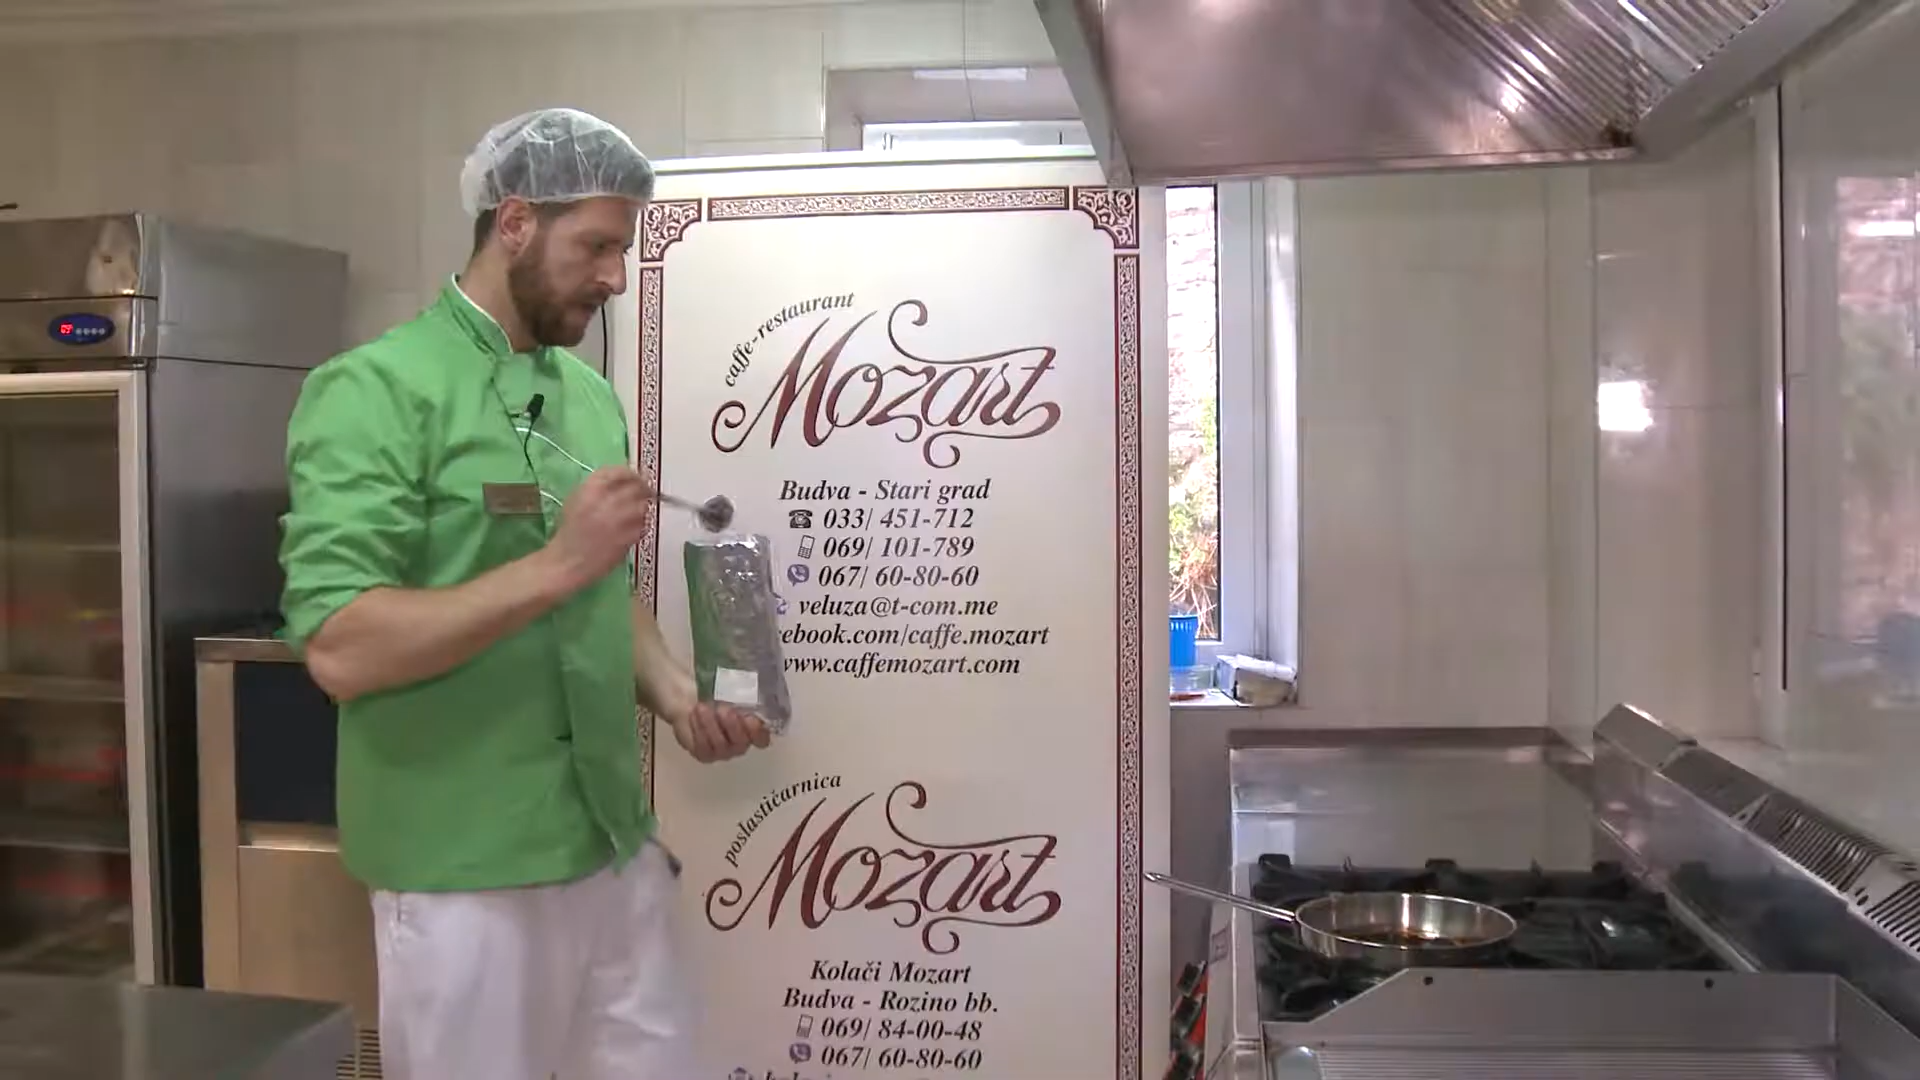 caffe-restaurant
Mozart
Budva - Stari grad
033/ 451-712
069/ 101-789
067/ 60-80-60
veluza@t-com.me
ebook.com/caffe.mozart
www.caffemozart.com
poslastičarnica
Mozart
Kolači Mozart
Budva - Rozino bb.
069/ 84-00-48
067/ 60-80-60